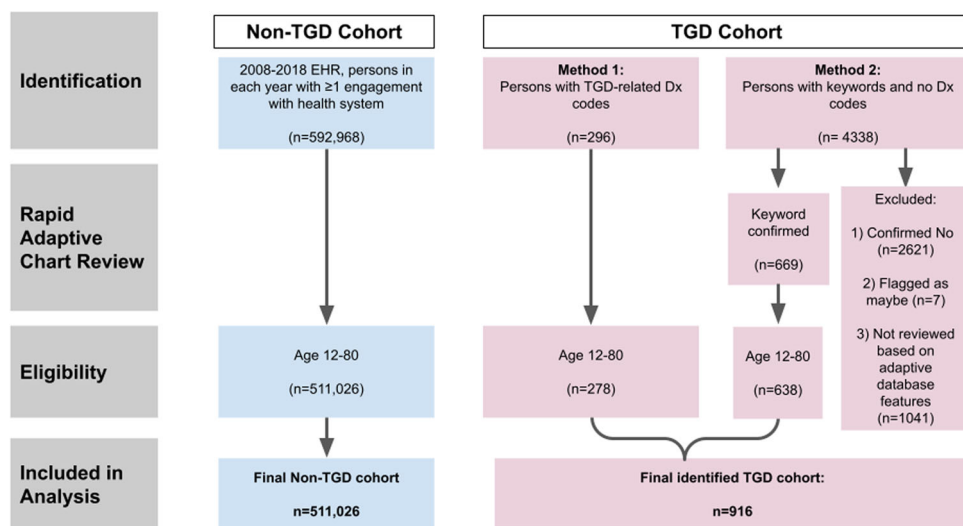 Non-TGD Cohort
TGD Cohort
Identification
2008-2018 EHR, persons in
each year with ≥1 engagement
with health system
(n=592,968)
Method 1:
Persons with TGD-related Dx
codes
(n=296)
Method 2:
Persons with keywords and no Dx
codes
(n= 4338)
Rapid
Adaptive
Chart Review
Keyword
confirmed
(n=669)
Excluded:
1) Confirmed No
(n=2621)
2) Flagged as
maybe (n=7)
3) Not reviewed
based on
adaptive
database
features
(n=1041)
Eligibility
Age 12-80
(n=511,026)
Age 12-80
(n=278)
Age 12-80
(n=638)
Included in
Analysis
Final Non-TGD cohort
n=511,026
Final identified TGD cohort:
n=916